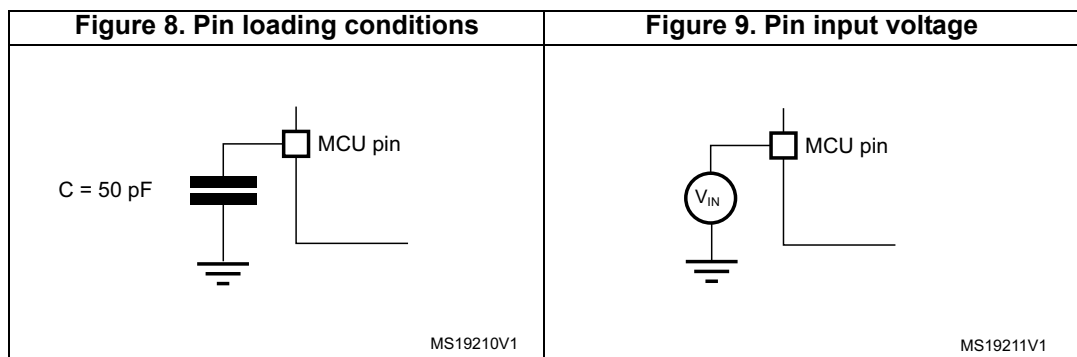 Figure 8. Pin loading conditions
Figure 9. Pin input voltage
MCU pin
C = 50 pF
MS19210V1
MCU pin
VIN
MS19211V1